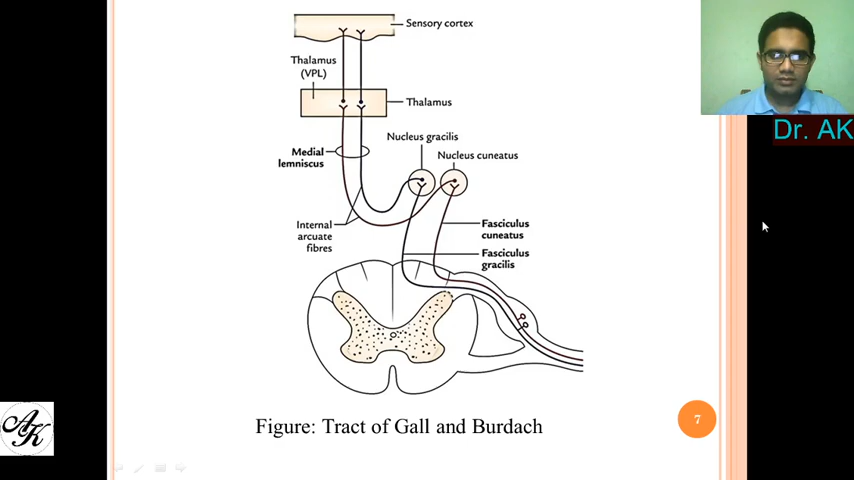 Sensory cortex
Thalamus
(VPL)
Thalamus
Nucleus gracilis
Medial
lemniscus
Nucleus cuneatus
Internal
arcuate
fibres
Fasciculus
cuneatus
Fasciculus
gracilis
Figure: Tract of Gall and Burdach
7
Dr. AK
AK